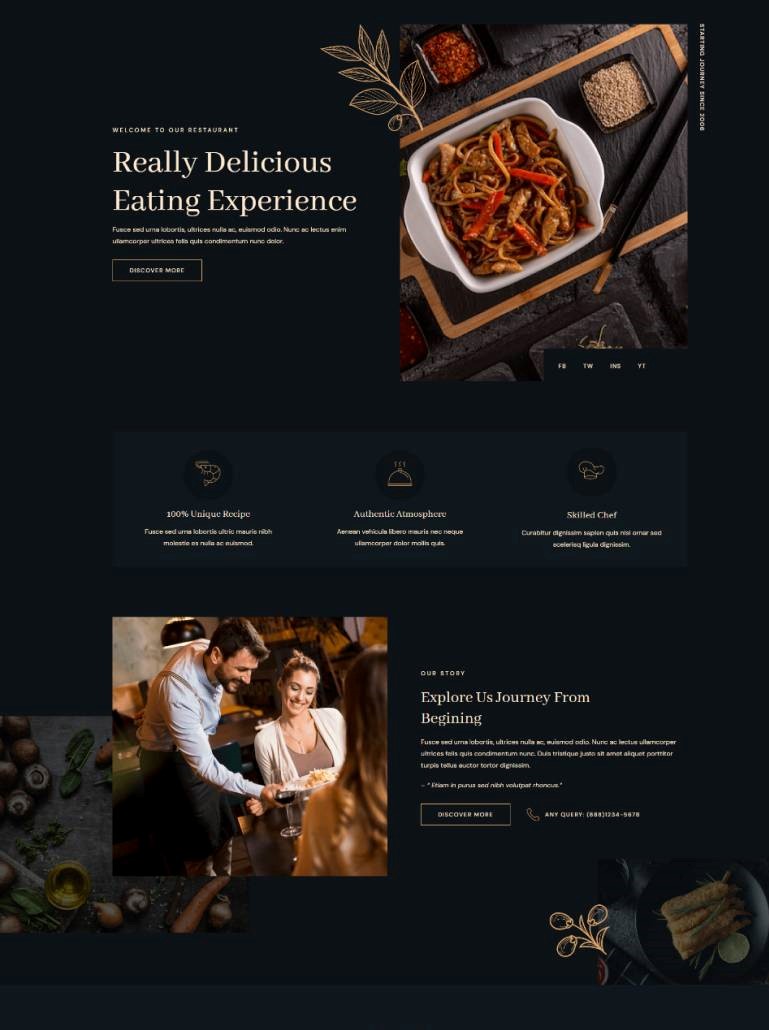 STARTING JOURNEY SINCE 2006
WELCOME TO OUR RESTAURANT
Really Delicious
Eating Experience
Fusce sed urna lobortis, ultrices nulla ac, euismod odio. Nunc ac lectus enim
ullamcorper ultrices felis quis condimentum nunc dolor.
DISCOVER MORE
FB TW INS YT
100% Unique Recipe
Fusce sed urna lobortis ultric mauris nibh
molestie es nulla ac euismod.
Authentic Atmosphere
Aenean vehicula libero mauris nec neque
ullamcorper dolor mollis quis.
Skilled Chef
Curabitur dignissim sapien quis nisi ornar sed
scelerisq ligula dignissim.
OUR STORY
Explore Us Journey From
Begining
Fusce sed urna lobortis, ultrices nulla ac, euismod odio. Nunc ac lectus ullamcorper
ultrices felis quis condimentum nunc. Duis tristique justo sit amet aliquet porttitor
turpis tellus auctor tortor dignissim.
– " Etiam in purus sed nibh volutpat rhoncus."
DISCOVER MORE
ANY QUERY: (888)1234-5678